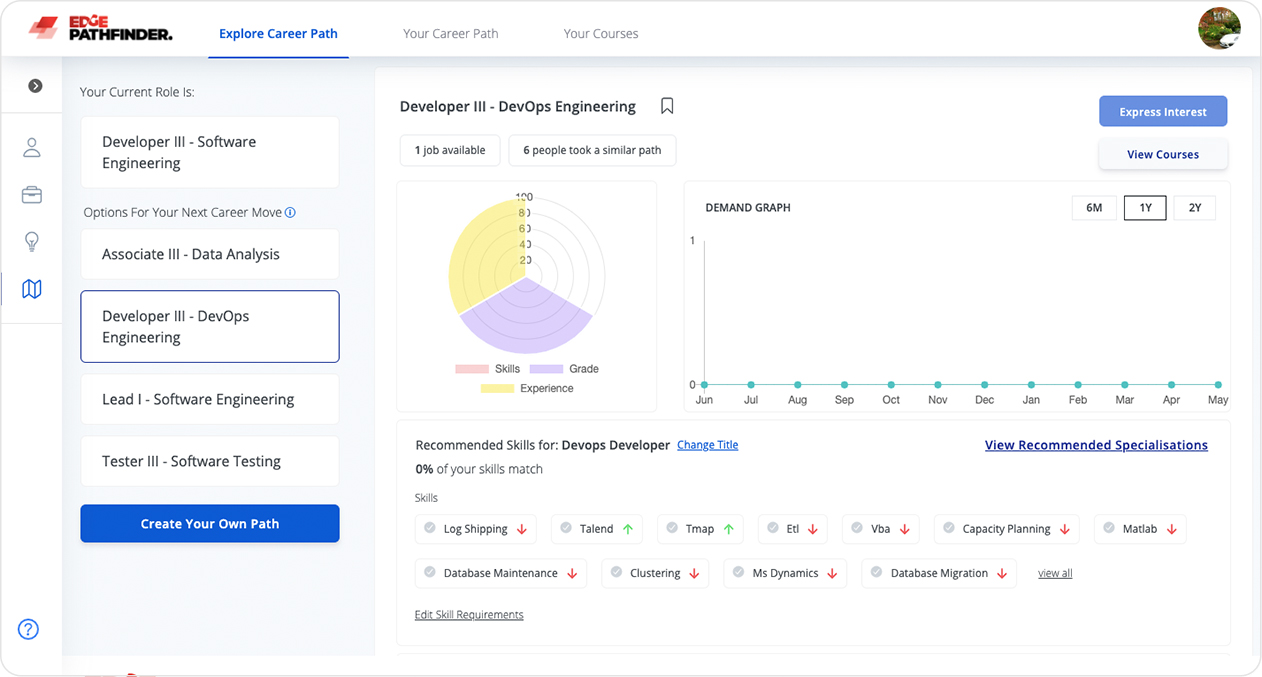 EDGE
PATHFINDER.
Explore Career Path
Your Career Path
Your Courses
Your Current Role Is:
Developer III - Software
Engineering
Options For Your Next Career Move
Associate III - Data Analysis
Developer III - DevOps
Engineering
Lead I - Software Engineering
Tester III - Software Testing
Create Your Own Path
Developer III - DevOps Engineering
1 job available
6 people took a similar path
Express Interest
View Courses
100
80
60
40
20
Skills
Grade
Experience
DEMAND GRAPH
6M
1Y
2Y
1
0
Jun
Jul
Aug
Sep
Oct
Nov
Dec
Jan
Feb
Mar
Apr
May
Recommended Skills for: Devops Developer
Change Title
View Recommended Specialisations
0% of your skills match
Skills
Log Shipping
Talend
Tmap
Etl
Vba
Capacity Planning
Matlab
Database Maintenance
Clustering
Ms Dynamics
Database Migration
view all
Edit Skill Requirements